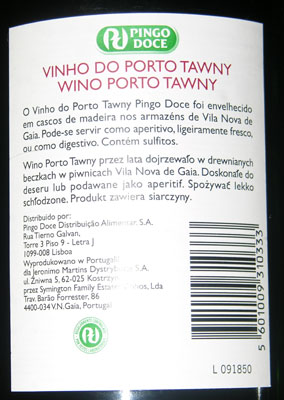 PINGO
DOCE
VINHO DO PORTO TAWNY
WINO PORTO TAWNY
O Vinho do Porto Tawny Pingo Doce foi envelhecido
em cascos de madeira nos armazéns de Vila Nova de
Gaia. Pode-se servir como aperitivo, ligeiramente fresco,
ou como digestivo. Contém sulfitos.
Wino Porto Tawny przez lata dojrzewało w drewnianych
beczkach w piwnicach Vila Nova de Gaia. Doskonałe do
deseru lub podawane jako aperitif. Spożywać lekko
schłodzone. Produkt zawiera siarczyny.
Distribuido por:
Pingo Doce Distribuição Alimentar, S.A.
Rua Tierno Galvan,
Torre 3 Piso 9 - Letra J
1099-008 Lisboa
Wyprodukowano w Portugalii
dla Jeronimo Martins Dystrybucja S.A.
ul. Żniwna 5, 62-025 Kostrzyn
przez Symington Family Estates, Vinhos, Lda
Trav. Barão Forrester, 86
4400-034 V.N. Gaia, Portugal
5 601009 310333
L 091850